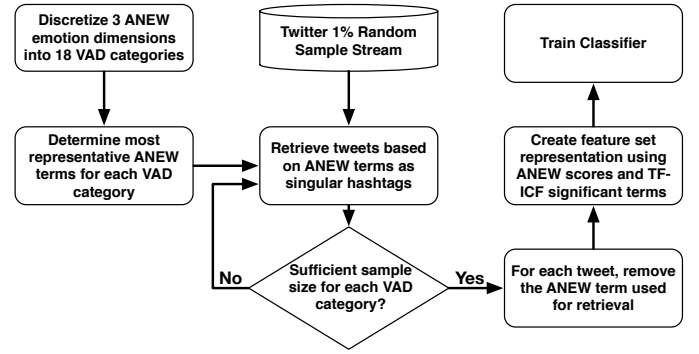 Discretize 3 ANEW
emotion dimensions
into 18 VAD categories
Twitter 1% Random
Sample Stream
Train Classifier
Determine most
representative ANEW
terms for each VAD
category
Retrieve tweets based
on ANEW terms as
singular hashtags
Create feature set
representation using
ANEW scores and TF-
ICF significant terms
No
Sufficient sample
size for each VAD
category?
Yes
For each tweet, remove
the ANEW term used
for retrieval